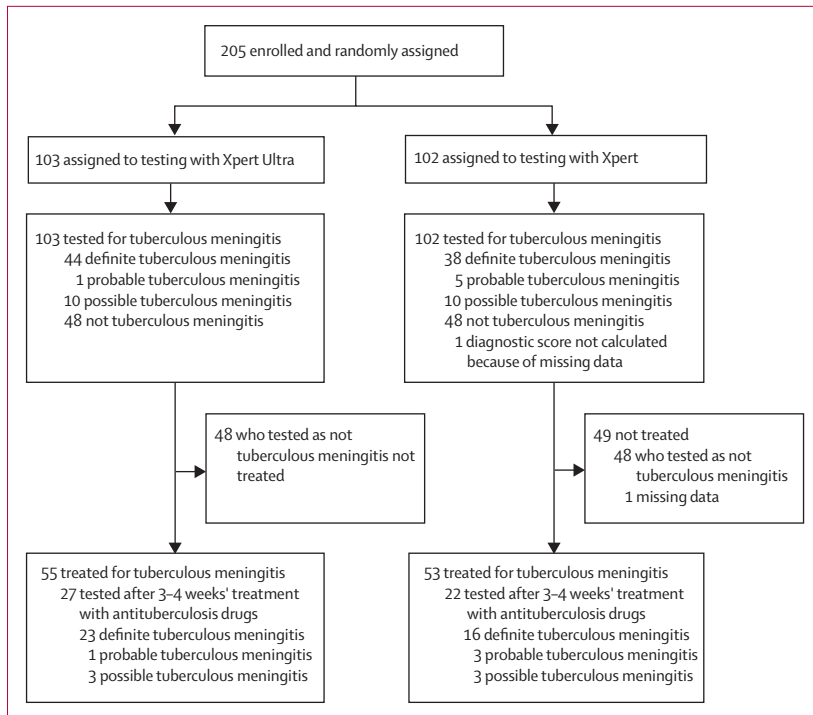 205 enrolled and randomly assigned
103 assigned to testing with Xpert Ultra
102 assigned to testing with Xpert
103 tested for tuberculous meningitis
44 definite tuberculous meningitis
1 probable tuberculous meningitis
10 possible tuberculous meningitis
48 not tuberculous meningitis
102 tested for tuberculous meningitis
38 definite tuberculous meningitis
5 probable tuberculous meningitis
10 possible tuberculous meningitis
48 not tuberculous meningitis
1 diagnostic score not calculated
because of missing data
48 who tested as not
tuberculous meningitis not
treated
49 not treated
48 who tested as not
tuberculous meningitis
1 missing data
55 treated for tuberculous meningitis
27 tested after 3–4 weeks' treatment
with antituberculosis drugs
23 definite tuberculous meningitis
1 probable tuberculous meningitis
3 possible tuberculous meningitis
53 treated for tuberculous meningitis
22 tested after 3–4 weeks' treatment
with antituberculosis drugs
16 definite tuberculous meningitis
3 probable tuberculous meningitis
3 possible tuberculous meningitis